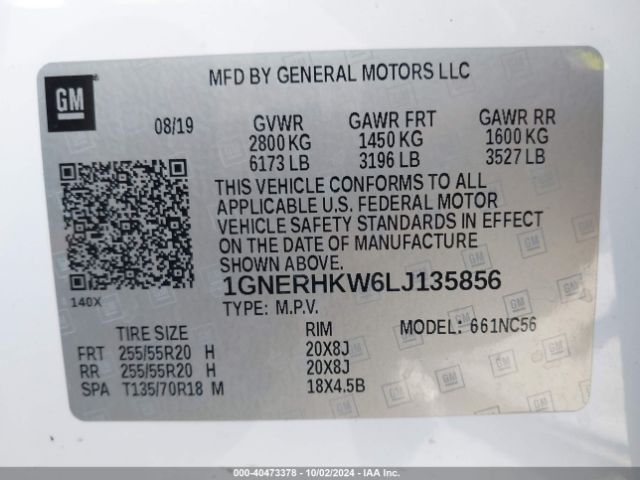 GM
MFD BY GENERAL MOTORS LLC
08/19 GVWR GAWR FRT GAWR RR
2800 KG 1450 KG 1600 KG
6173 LB 3196 LB 3527 LB
THIS VEHICLE CONFORMS TO ALL
APPLICABLE U.S. FEDERAL MOTOR
VEHICLE SAFETY STANDARDS IN EFFECT
ON THE DATE OF MANUFACTURE
SHOWN ABOVE.
140X
1GNERHKW6LJ135856
TYPE: M.P.V.
TIRE SIZE RIM MODEL: 661NC56
FRT 255/55R20 H 20X8J
RR 255/55R20 H 20X8J
SPA T135/70R18 M 18X4.5B
000-40473378 - 10/02/2024 - IAA Inc.